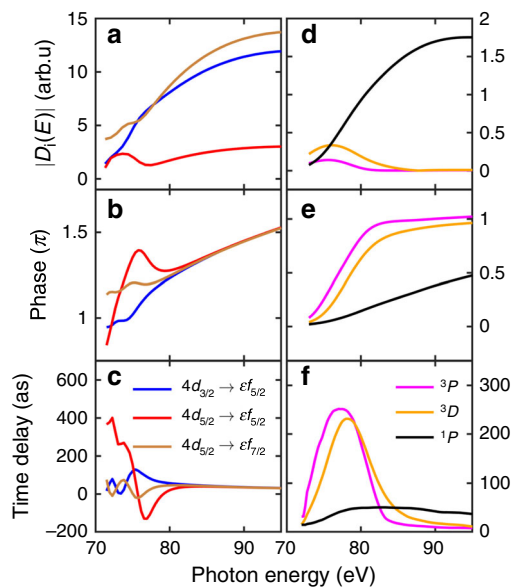 a
d
15
10
5
0
|Dᵢ(E)| (arb.u)
2
1.5
1
0.5
0
b
e
1.5
1
Phase (π)
1
0.5
0
c
f
600
400
200
0
−200
Time delay (as)
4d₃/₂ → εf₅/₂
4d₅/₂ → εf₅/₂
4d₅/₂ → εf₇/₂
³P
³D
¹P
300
200
100
0
70 80 90
70 80 90
Photon energy (eV)